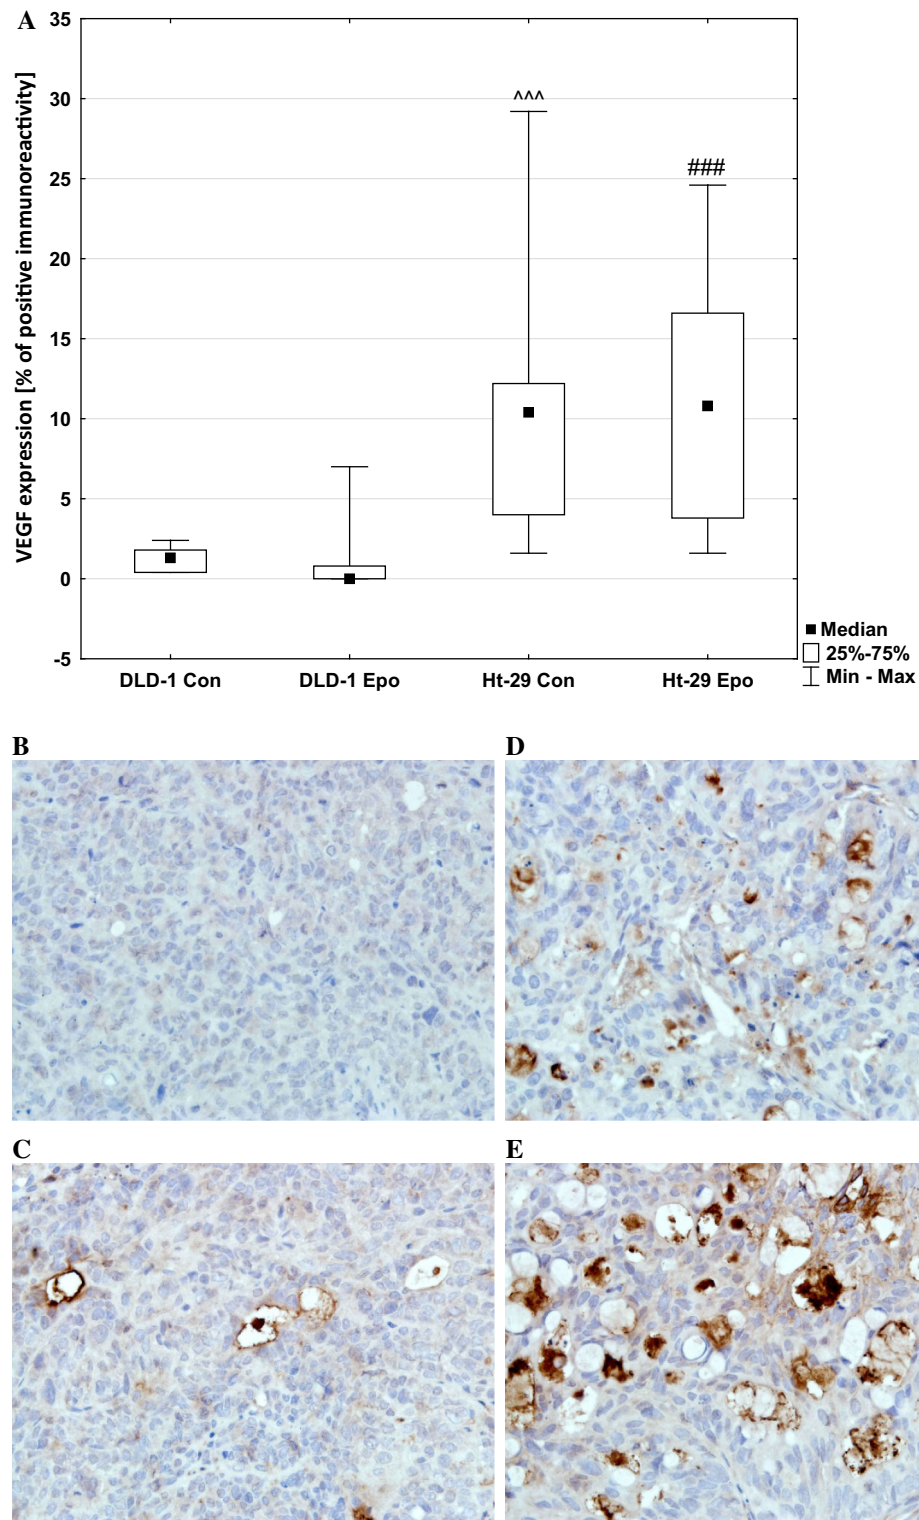 A
35
30
25
20
15
10
5
0
-5
VEGF expression [% of positive immunoreactivity]
^^^
###
DLD-1 Con
DLD-1 Epo
Ht-29 Con
Ht-29 Epo
Median
25%-75%
Min - Max
B
D
C
E